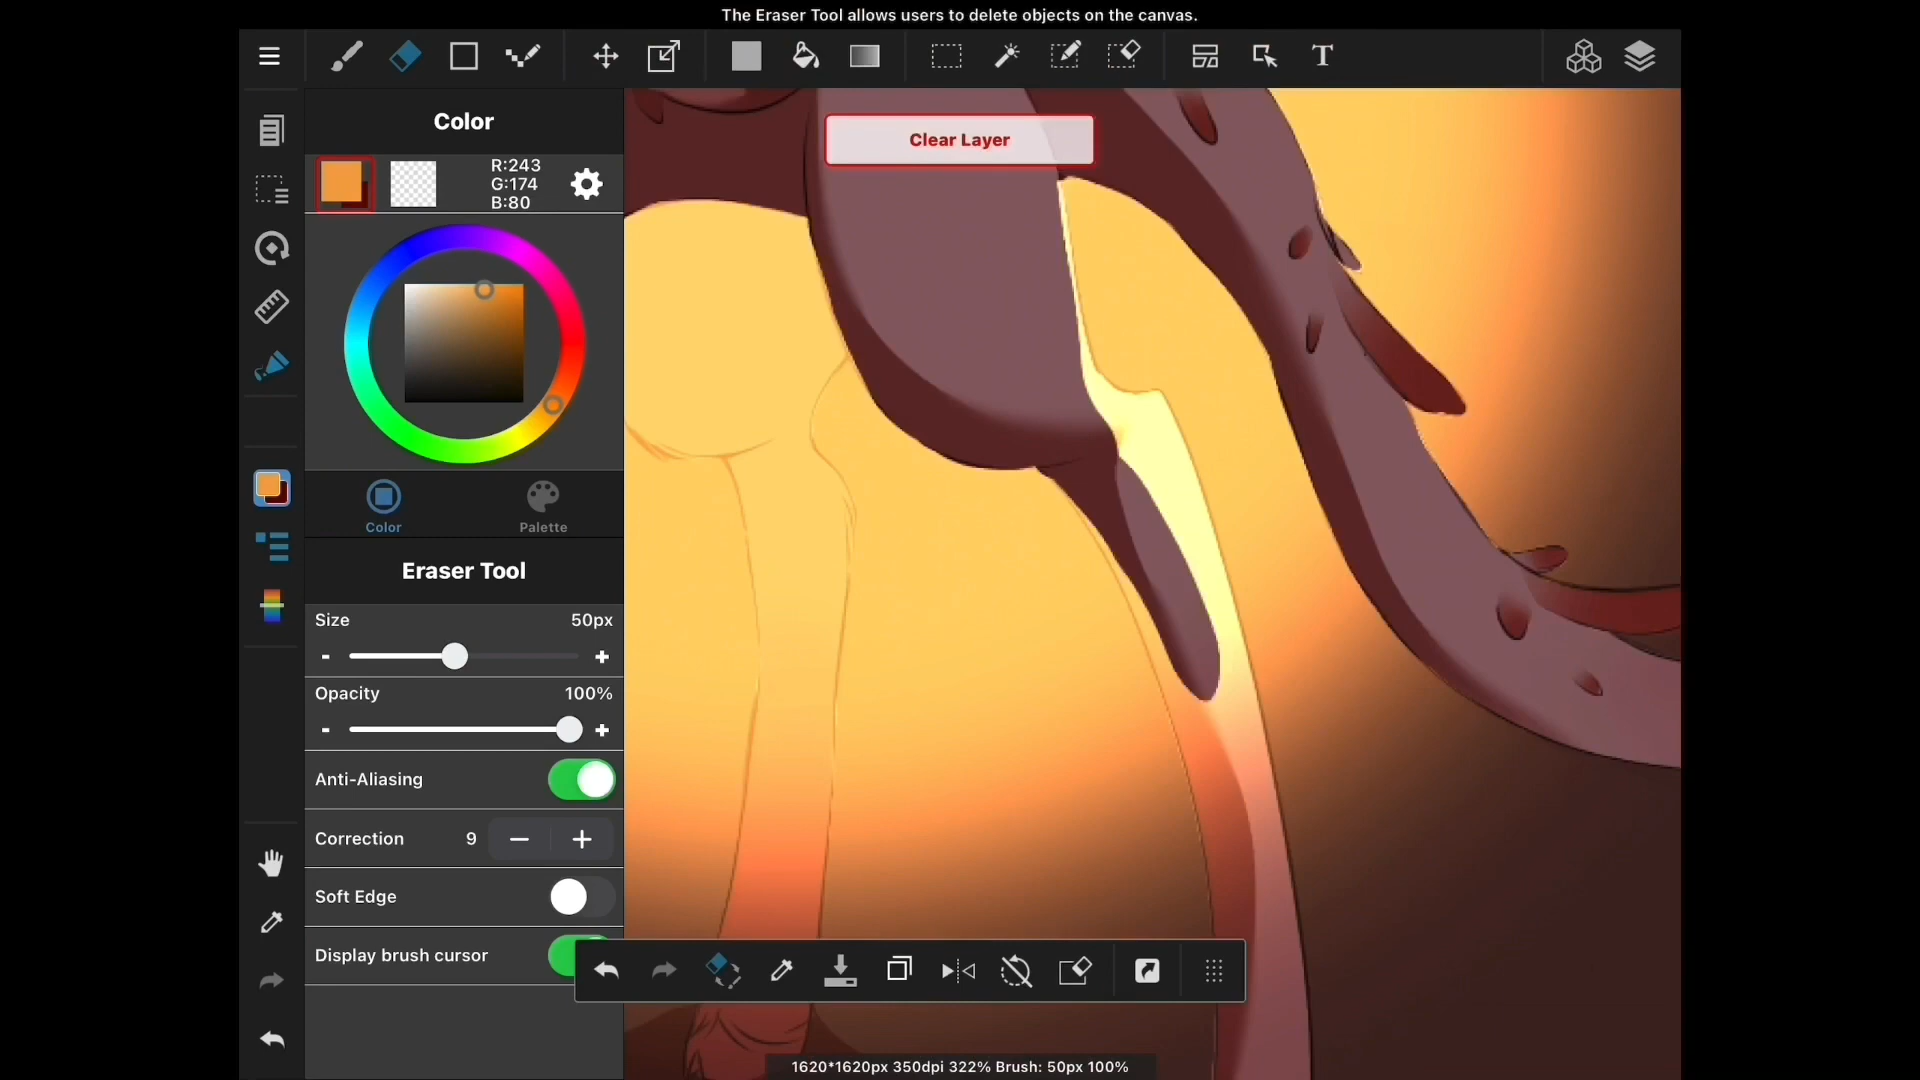 The Eraser Tool allows users to delete objects on the canvas.
T
Color
Clear Layer
R:243
G:174
B:80
Color
Palette
Eraser Tool
Size 50px
- +
Opacity 100%
- +
Anti-Aliasing
Correction 9 − +
Soft Edge
Display brush cursor
1620*1620px 350dpi 322% Brush: 50px 100%